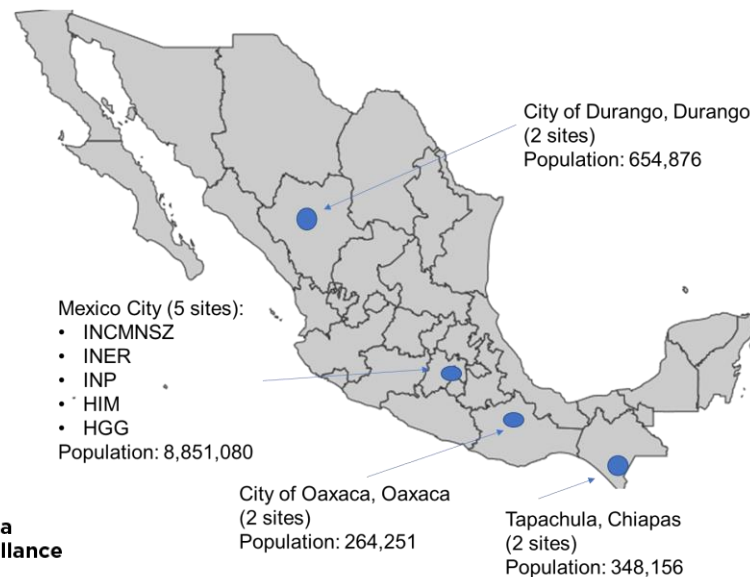 City of Durango, Durango
(2 sites)
Population: 654,876
Mexico City (5 sites):
• INCMNSZ
• INER
• INP
• HIM
• HGG
Population: 8,851,080
City of Oaxaca, Oaxaca
(2 sites)
Population: 264,251
Tapachula, Chiapas
(2 sites)
Population: 348,156
a
llance